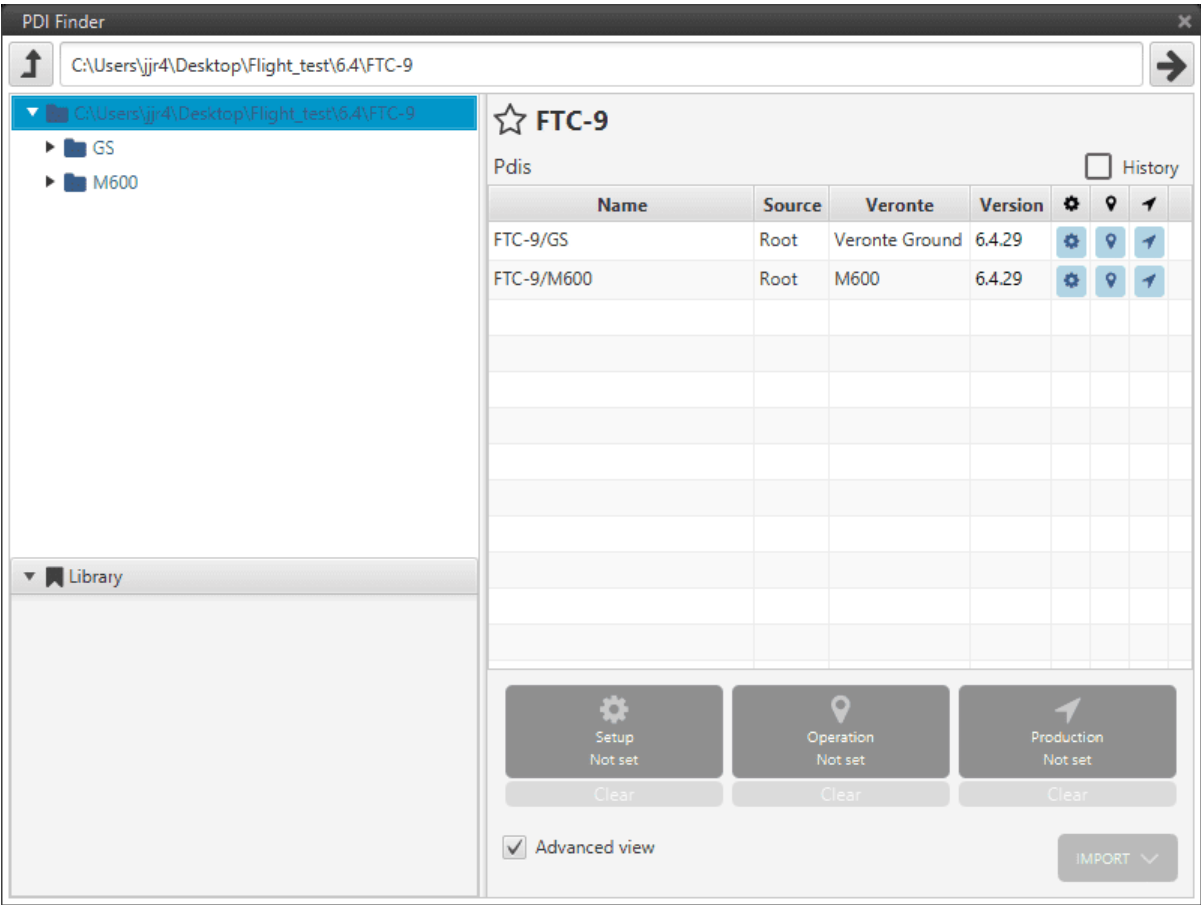 PDI Finder
C:\Users\jjr4\Desktop\Flight_test\6.4\FTC-9
C:\Users\jjr4\Desktop\Flight_test\6.4\FTC-9
GS
M600
Library
FTC-9
Pdis
History
Name Source Veronte Version
FTC-9/GS Root Veronte Ground 6.4.29
FTC-9/M600 Root M600 6.4.29
Setup Operation Production
Not set Not set Not set
Clear Clear Clear
Advanced view
IMPORT